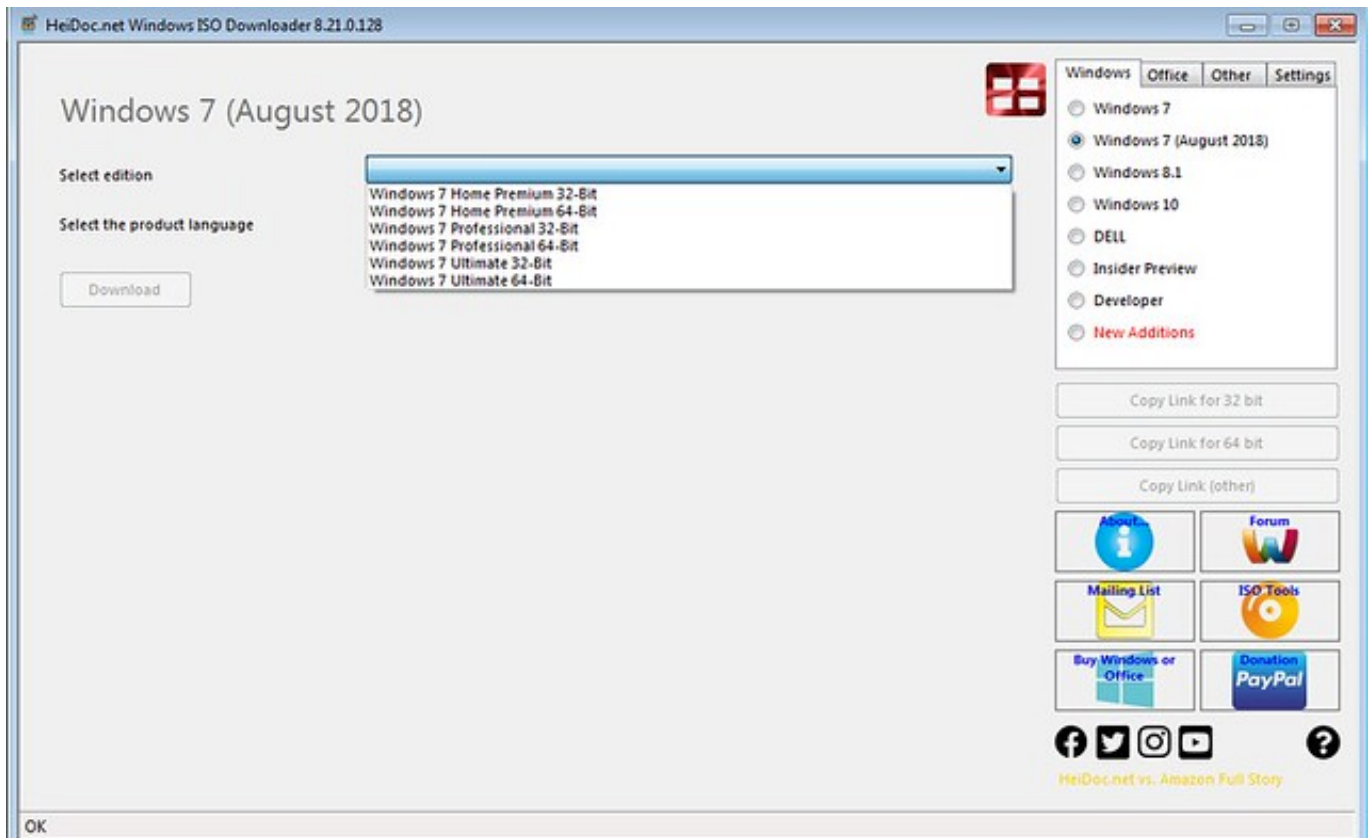 HeiDoc.net Windows ISO Downloader 8.21.0.128
Windows 7 (August 2018)
Select edition
Windows 7 Home Premium 32-Bit
Windows 7 Home Premium 64-Bit
Windows 7 Professional 32-Bit
Windows 7 Professional 64-Bit
Windows 7 Ultimate 32-Bit
Windows 7 Ultimate 64-Bit
Select the product language
Download
Windows Office Other Settings
Windows 7
Windows 7 (August 2018)
Windows 8.1
Windows 10
DELL
Insider Preview
Developer
New Additions
Copy Link for 32 bit
Copy Link for 64 bit
Copy Link (other)
About...
Forum
Mailing List
ISO Tools
Buy Windows or
Office
Donation
PayPal
HeiDoc.net vs. Amazon Full Story
OK